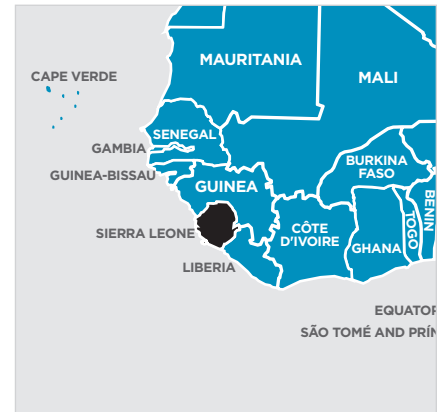 MAURITANIA
MALI
CAPE VERDE
SENEGAL
GAMBIA
GUINEA-BISSAU
BURKINA
FASO
GUINEA
BENIN
TOGO
SIERRA LEONE
CÔTE
D'IVOIRE
GHANA
LIBERIA
EQUATOR
SÃO TOMÉ AND PRÍN